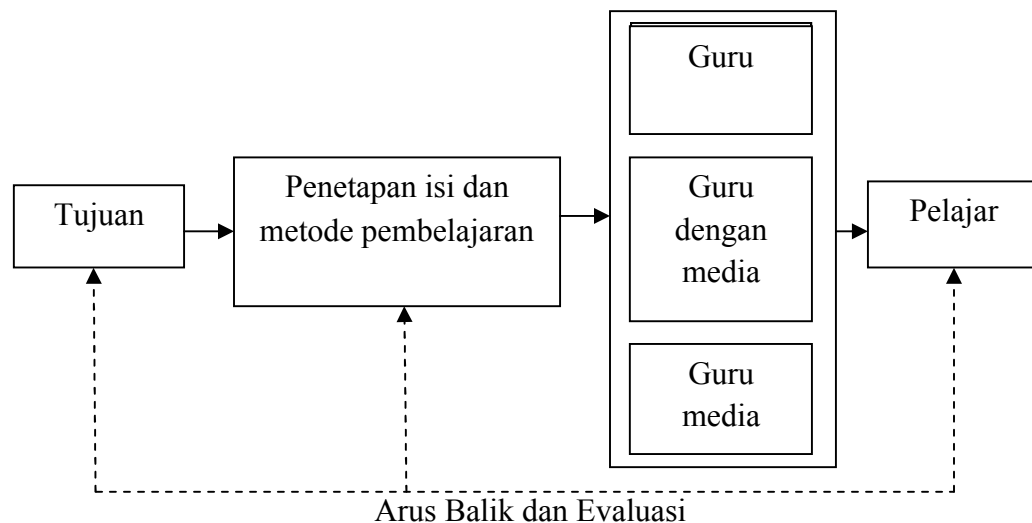 Tujuan
Penetapan isi dan
metode pembelajaran
Guru
Guru
dengan
media
Guru
media
Pelajar
Arus Balik dan Evaluasi